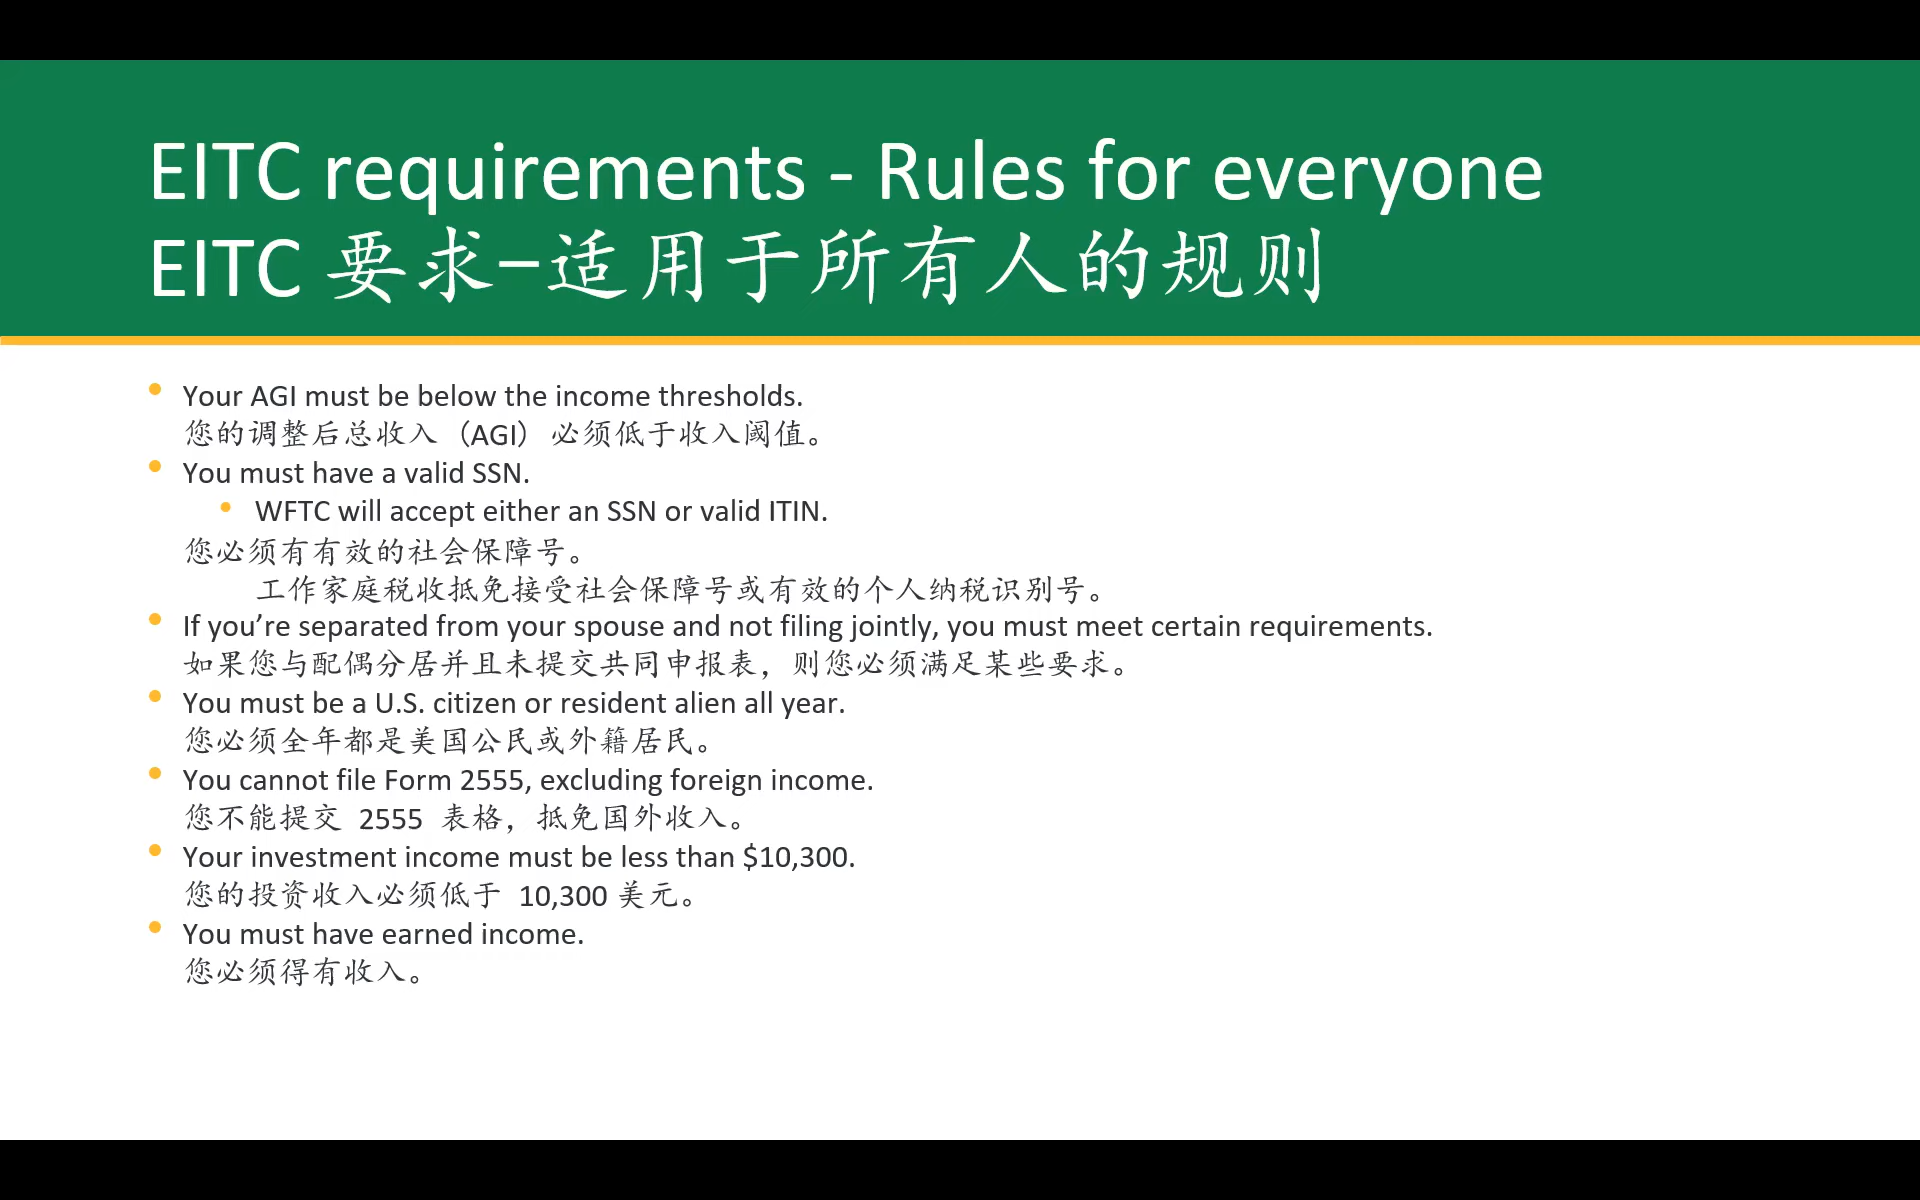 EITC requirements - Rules for everyone
EITC 要求-适用于所有人的规则
Your AGI must be below the income thresholds.
您的调整后总收入（AGI）必须低于收入阈值。
You must have a valid SSN.
WFTC will accept either an SSN or valid ITIN.
您必须有有效的社会保障号。
工作家庭税收抵免接受社会保障号或有效的个人纳税识别号。
If you’re separated from your spouse and not filing jointly, you must meet certain requirements.
如果您与配偶分居并且未提交共同申报表，则您必须满足某些要求。
You must be a U.S. citizen or resident alien all year.
您必须全年都是美国公民或外籍居民。
You cannot file Form 2555, excluding foreign income.
您不能提交 2555 表格，抵免国外收入。
Your investment income must be less than $10,300.
您的投资收入必须低于 10,300 美元。
You must have earned income.
您必须得有收入。